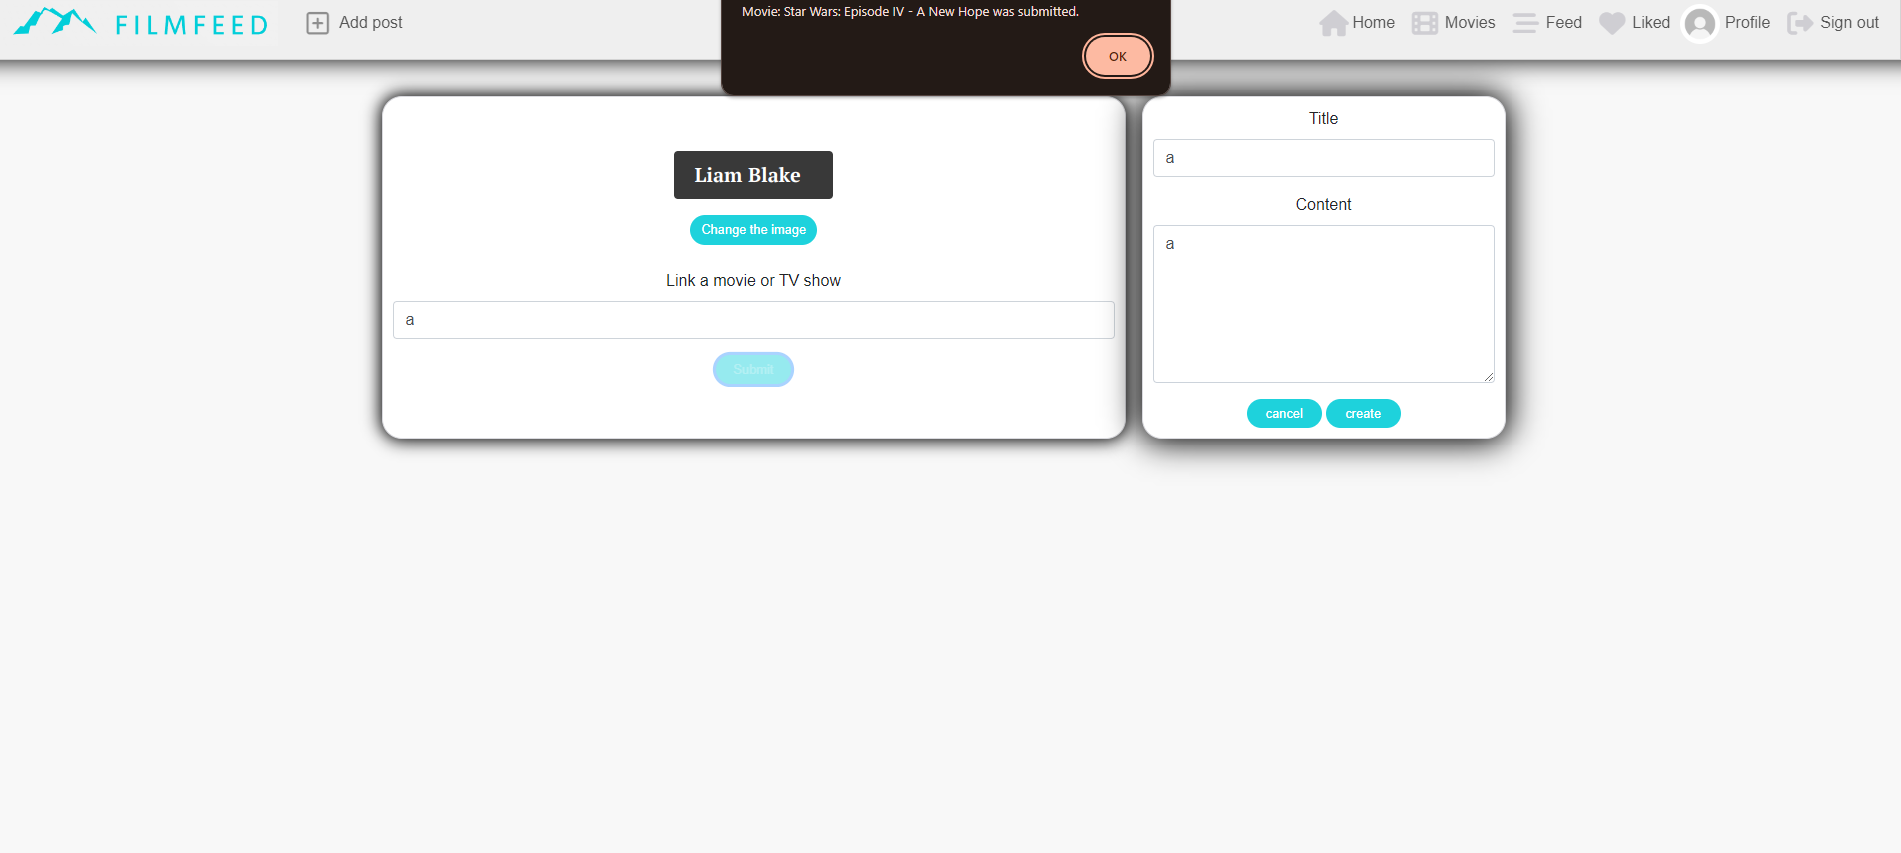 FILMFEED
Add post
Movie: Star Wars: Episode IV - A New Hope was submitted.
OK
Home
Movies
Feed
Liked
Profile
Sign out
Liam Blake
Change the image
Link a movie or TV show
a
Submit
Title
a
Content
a
cancel
create